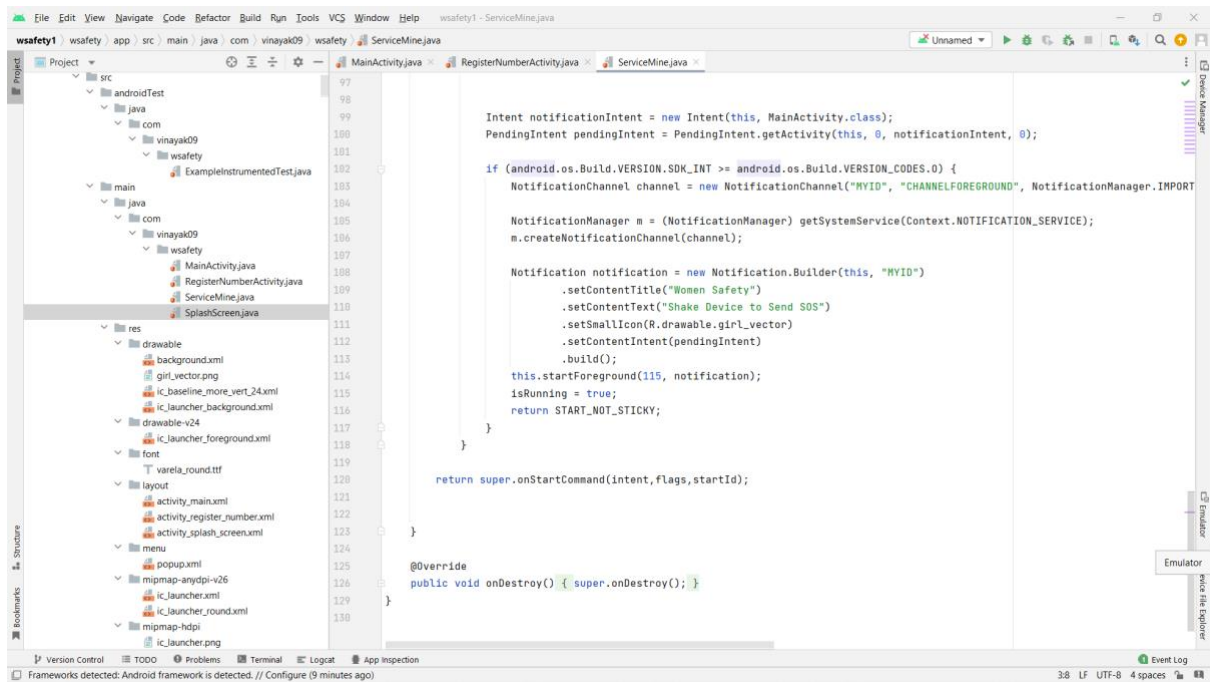 File Edit View Navigate Code Refactor Build Run Tools VCS Window Help wsafety1 - ServiceMine.java
wsafety1 wsafety app src main java com vinayak09 wsafety ServiceMine.java Unnamed
Project MainActivity.java RegisterNumberActivity.java ServiceMine.java
src
androidTest
java
com
vinayak09
wsafety
ExampleInstrumentedTest.java
main
java
com
vinayak09
wsafety
MainActivity.java
RegisterNumberActivity.java
ServiceMine.java
SplashScreen.java
res
drawable
background.xml
girl_vector.png
ic_baseline_more_vert_24.xml
ic_launcher_background.xml
drawable-v24
ic_launcher_foreground.xml
font
varela_round.ttf
layout
activity_main.xml
activity_register_number.xml
activity_splash_screen.xml
menu
popup.xml
mipmap-anydpi-v26
ic_launcher.xml
ic_launcher_round.xml
mipmap-hdpi
ic_launcher.png
97
98
99 Intent notificationIntent = new Intent(this, MainActivity.class);
100 PendingIntent pendingIntent = PendingIntent.getActivity(this, 0, notificationIntent, 0);
101
102 if (android.os.Build.VERSION.SDK_INT >= android.os.Build.VERSION_CODES.O) {
103 NotificationChannel channel = new NotificationChannel("MYID", "CHANNELFOREGROUND", NotificationManager.IMPORT
104
105 NotificationManager m = (NotificationManager) getSystemService(Context.NOTIFICATION_SERVICE);
106 m.createNotificationChannel(channel);
107
108 Notification notification = new Notification.Builder(this, "MYID")
109 .setContentTitle("Women Safety")
110 .setContentText("Shake Device to Send SOS")
111 .setSmallIcon(R.drawable.girl_vector)
112 .setContentIntent(pendingIntent)
113 .build();
114 this.startForeground(115, notification);
115 isRunning = true;
116 return START_NOT_STICKY;
117 }
118 }
119
120 return super.onStartCommand(intent,flags,startId);
121
122
123 }
124
125 @Override
126 public void onDestroy() { super.onDestroy(); }
129 }
130
Project
Structure
Bookmarks
Device Manager
Emulator
Emulator
Device File Explorer
Version Control TODO Problems Terminal Logcat App Inspection 1 Event Log
Frameworks detected: Android framework is detected. // Configure (9 minutes ago) 3:8 LF UTF-8 4 spaces